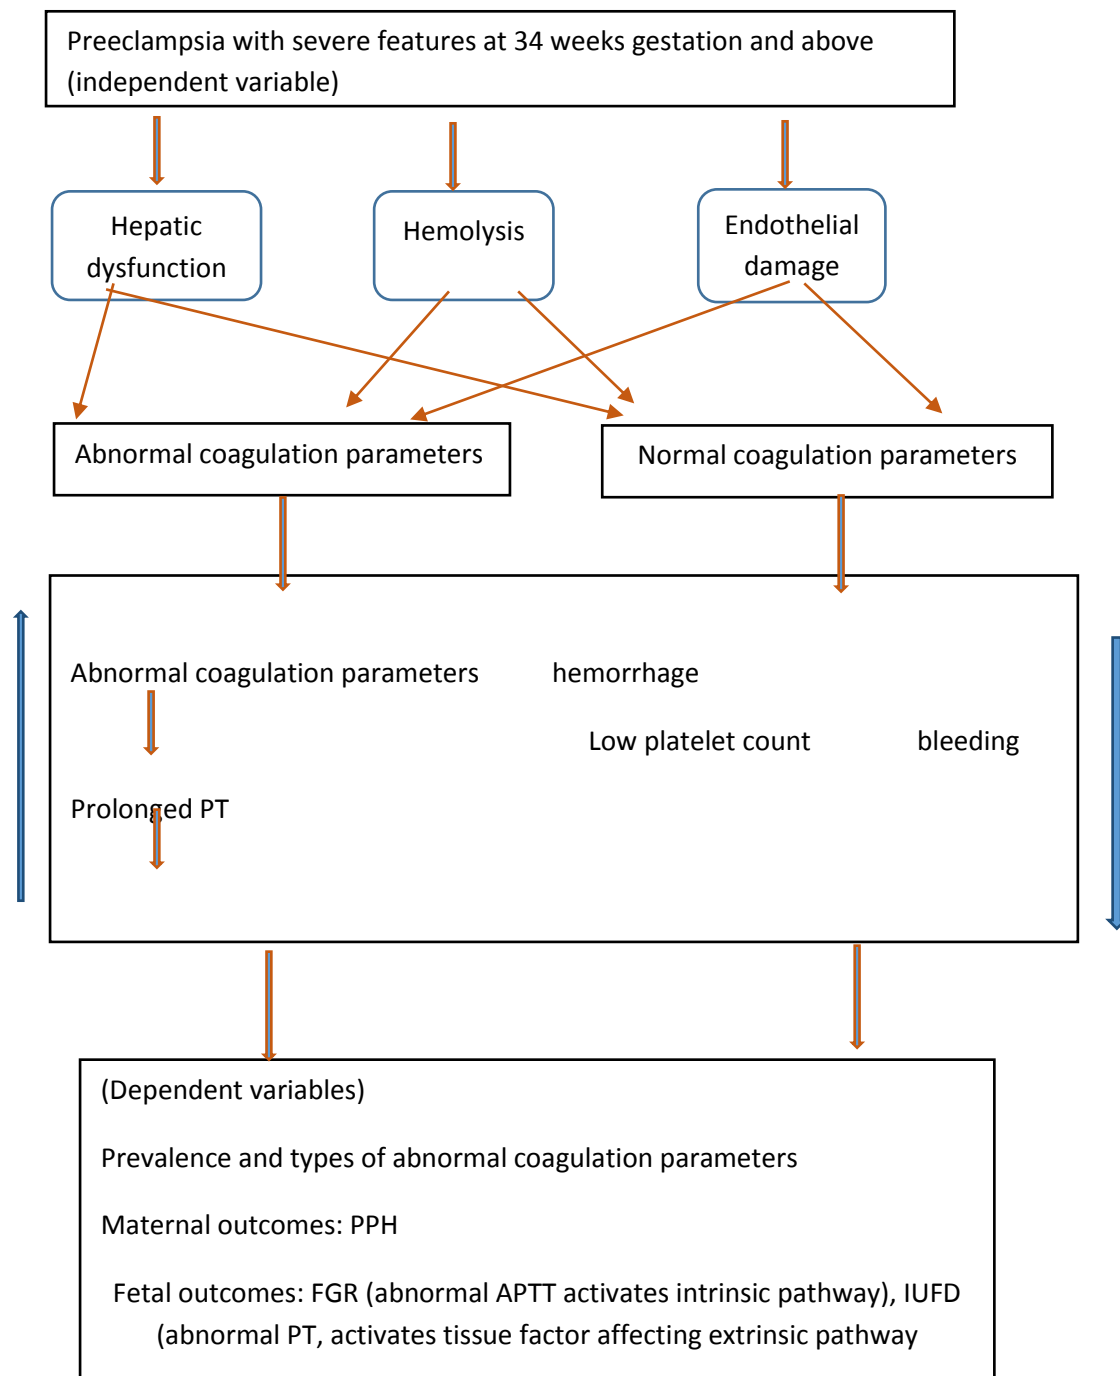 Preeclampsia with severe features at 34 weeks gestation and above
(independent variable)
Hepatic
dysfunction
Hemolysis
Endothelial
damage
Abnormal coagulation parameters
Normal coagulation parameters
Abnormal coagulation parameters hemorrhage
Low platelet count bleeding
Prolonged PT
(Dependent variables)
Prevalence and types of abnormal coagulation parameters
Maternal outcomes: PPH
Fetal outcomes: FGR (abnormal APTT activates intrinsic pathway), IUFD
(abnormal PT, activates tissue factor affecting extrinsic pathway